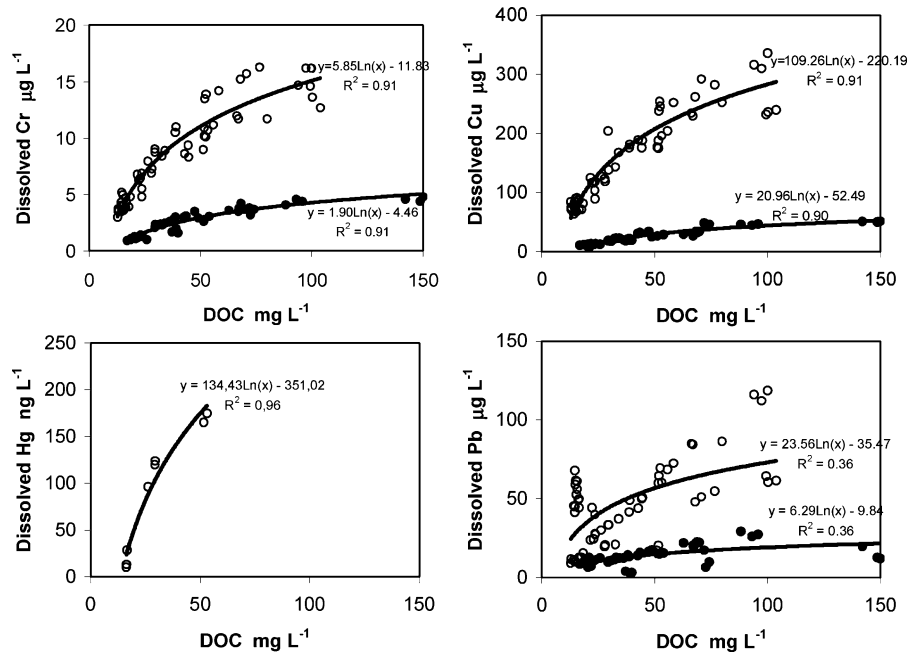 20
15
10
5
0
0
50
100
150
Dissolved Cr µg L⁻¹
DOC mg L⁻¹
y=5.85Ln(x) - 11.83
R² = 0.91
y = 1.90Ln(x) - 4.46
R² = 0.91
400
300
200
100
0
0
50
100
150
Dissolved Cu µg L⁻¹
DOC mg L⁻¹
y=109.26Ln(x) - 220.19
R² = 0.91
y = 20.96Ln(x) - 52.49
R² = 0.90
250
200
150
100
50
0
0
50
100
150
Dissolved Hg ng L⁻¹
DOC mg L⁻¹
y = 134,43Ln(x) - 351,02
R² = 0,96
150
100
50
0
0
50
100
150
Dissolved Pb µg L⁻¹
DOC mg L⁻¹
y = 23.56Ln(x) - 35.47
R² = 0.36
y = 6.29Ln(x) - 9.84
R² = 0.36